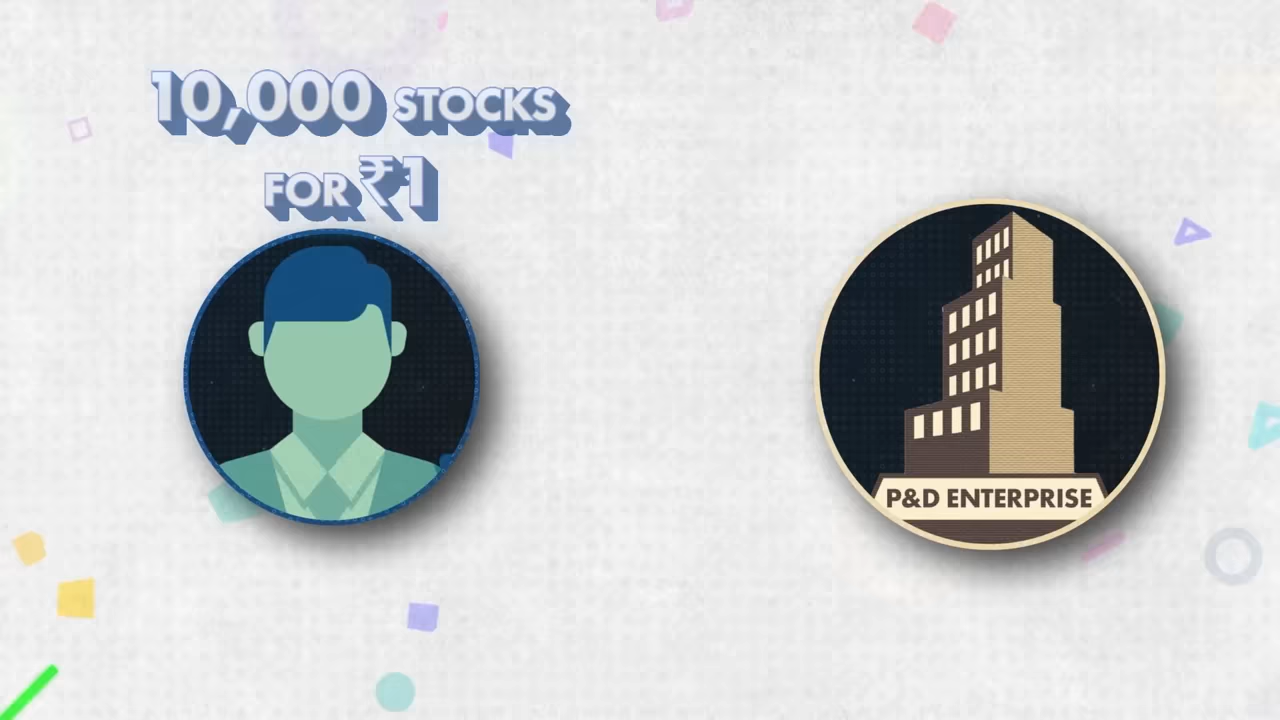 10,000 STOCKS
FOR ₹1
P&D ENTERPRISE